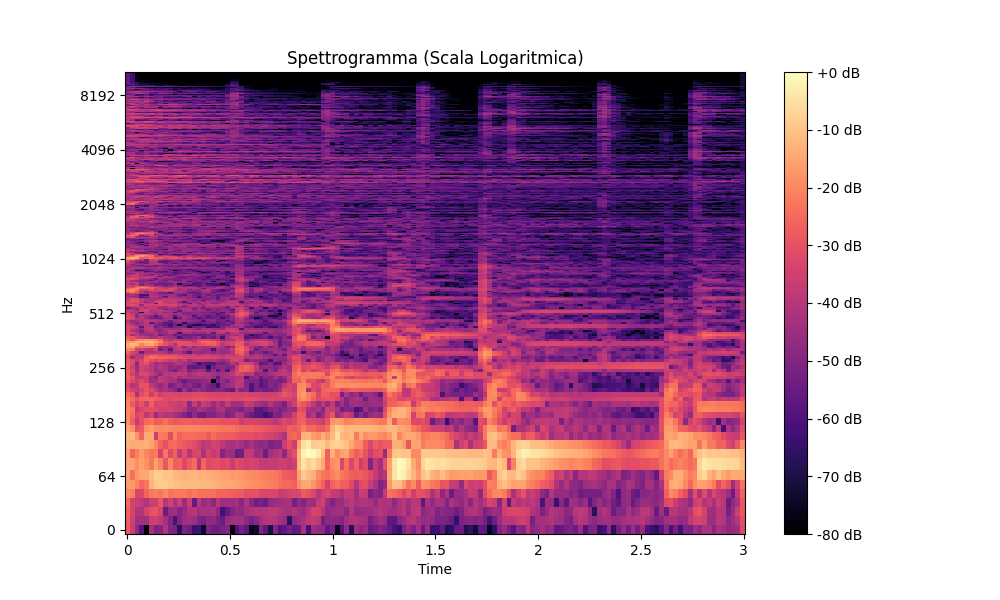 Spettrogramma (Scala Logaritmica)
Hz
8192
4096
2048
1024
512
256
128
64
0
0
0.5
1
1.5
2
2.5
3
Time
+0 dB
-10 dB
-20 dB
-30 dB
-40 dB
-50 dB
-60 dB
-70 dB
-80 dB